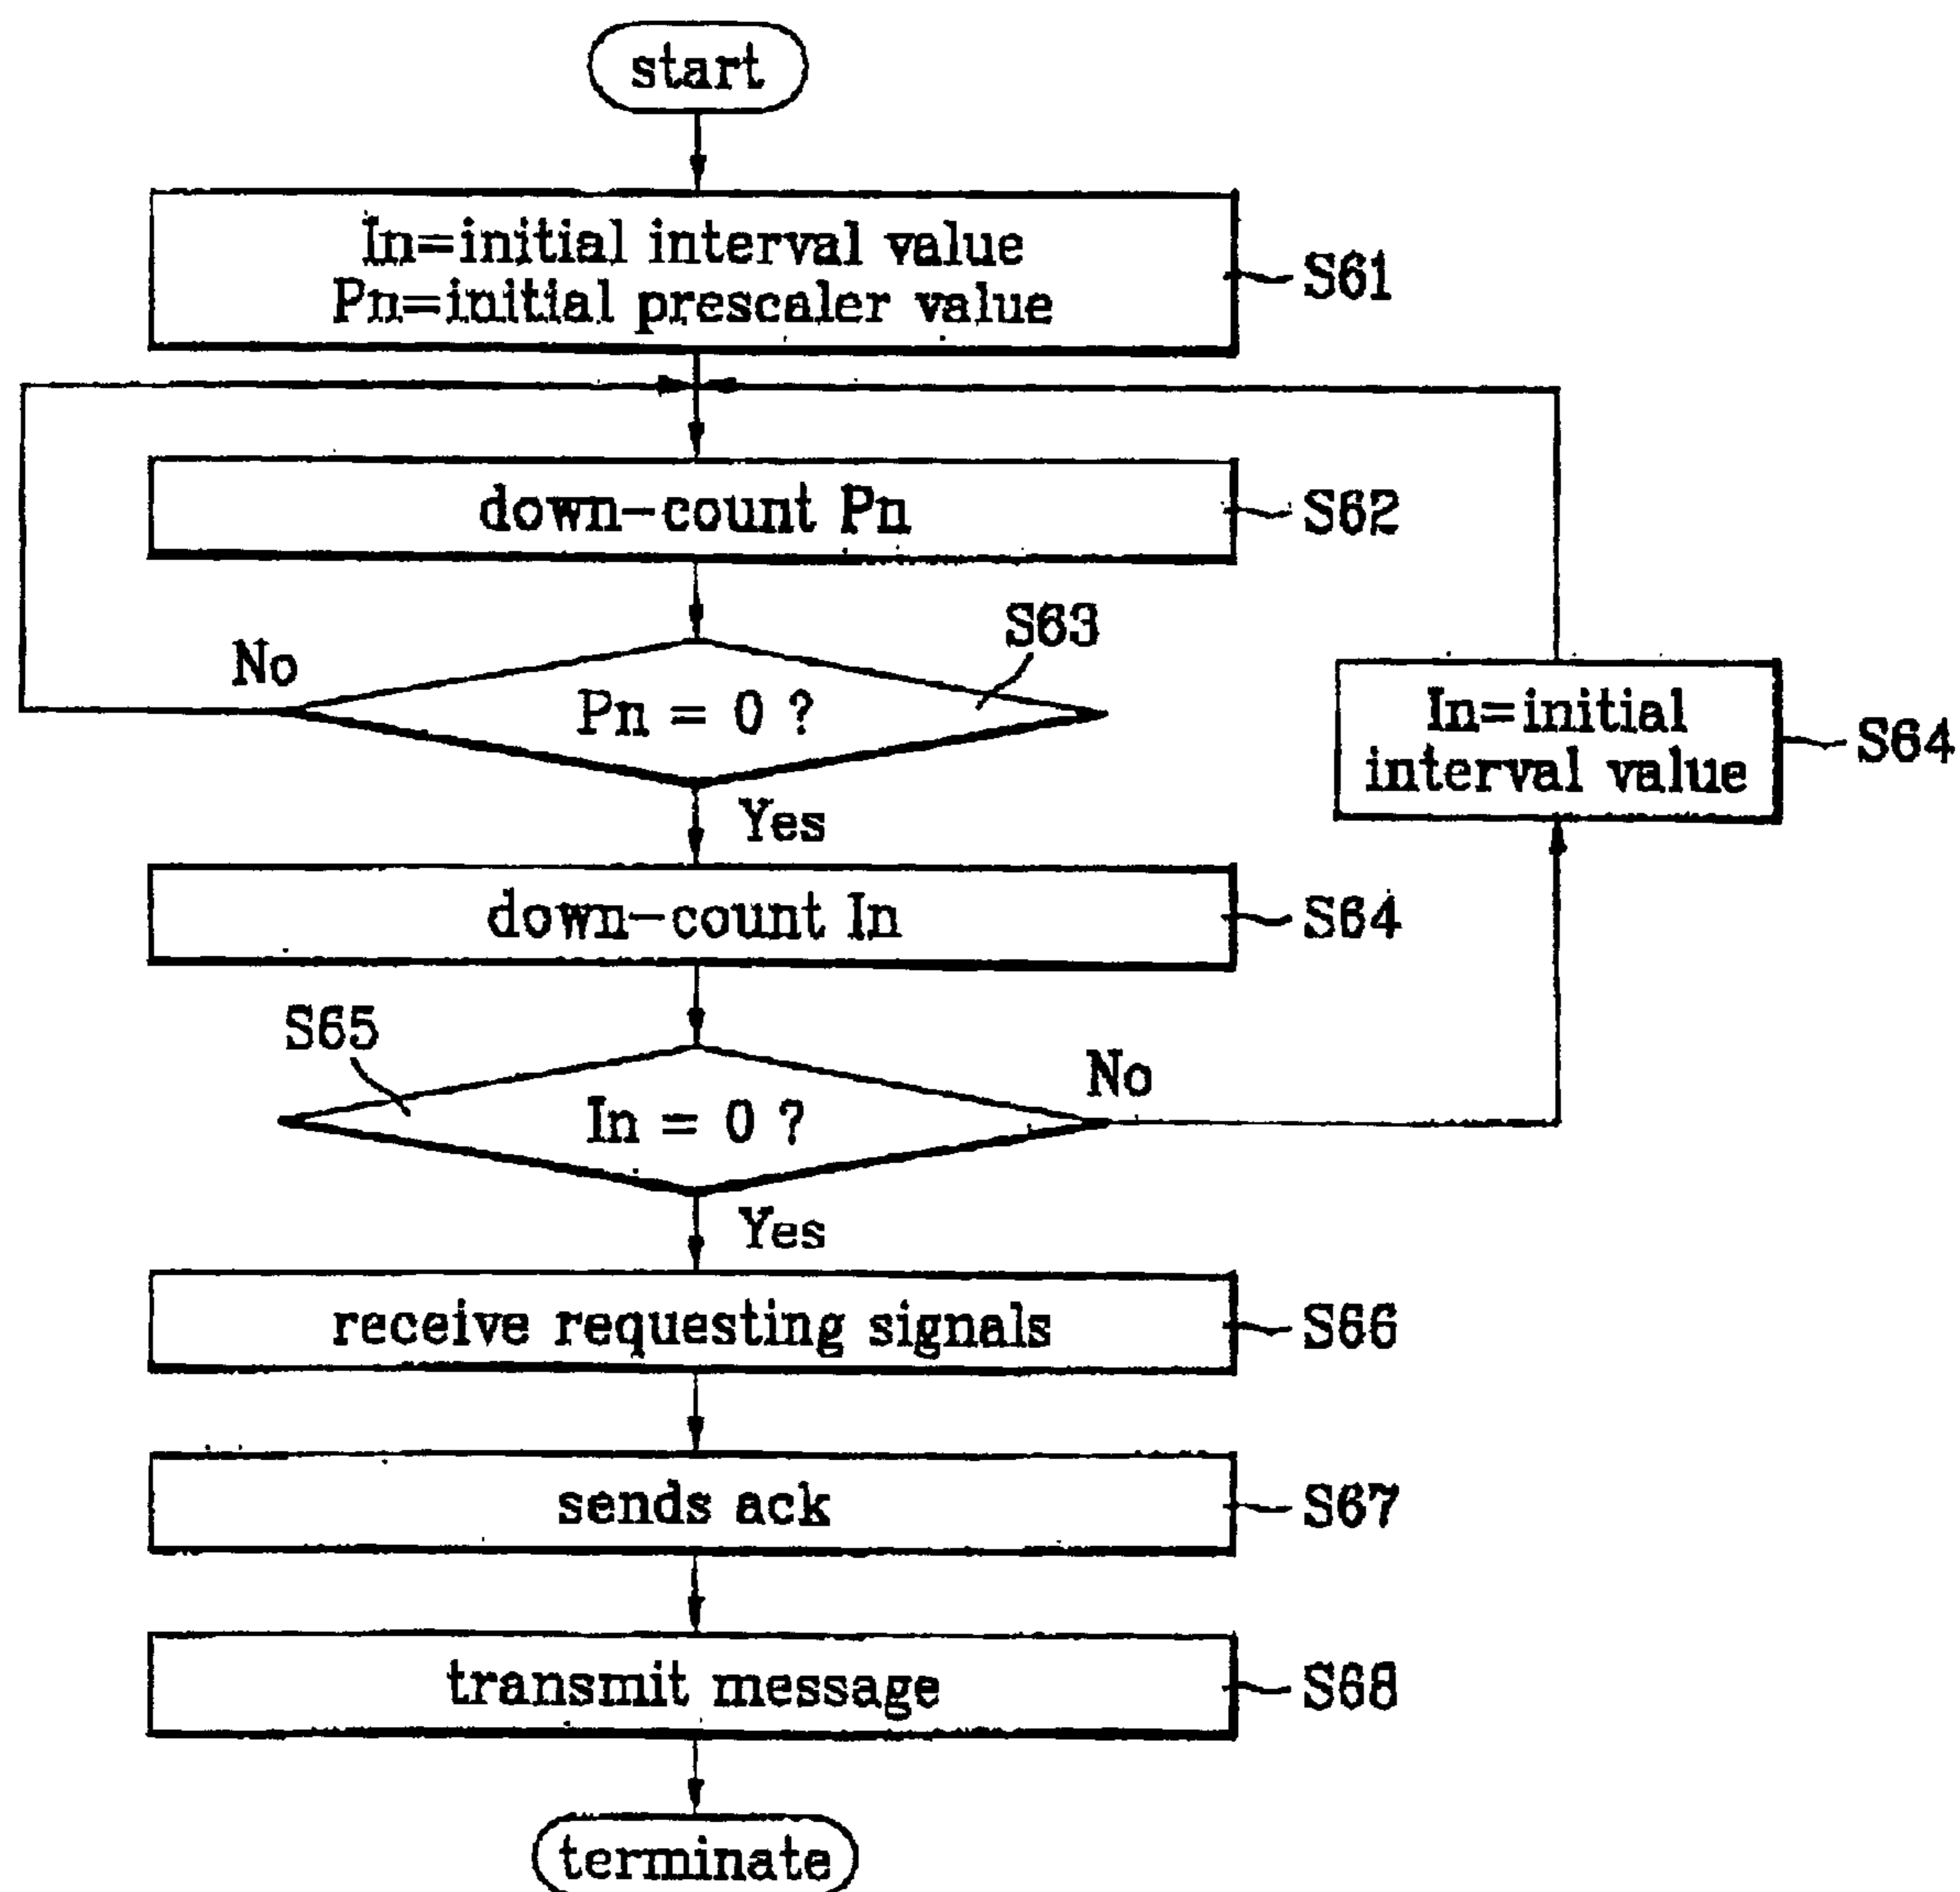 start
In=initial interval value
Pn=initial prescaler value
S61
down-count Pn
S62
S63
No
Pn = 0 ?
In=initial
interval value
S64
Yes
down-count In
S64
S65
No
In = 0 ?
Yes
receive requesting signals
S66
sends ack
S67
transmit message
S68
terminate